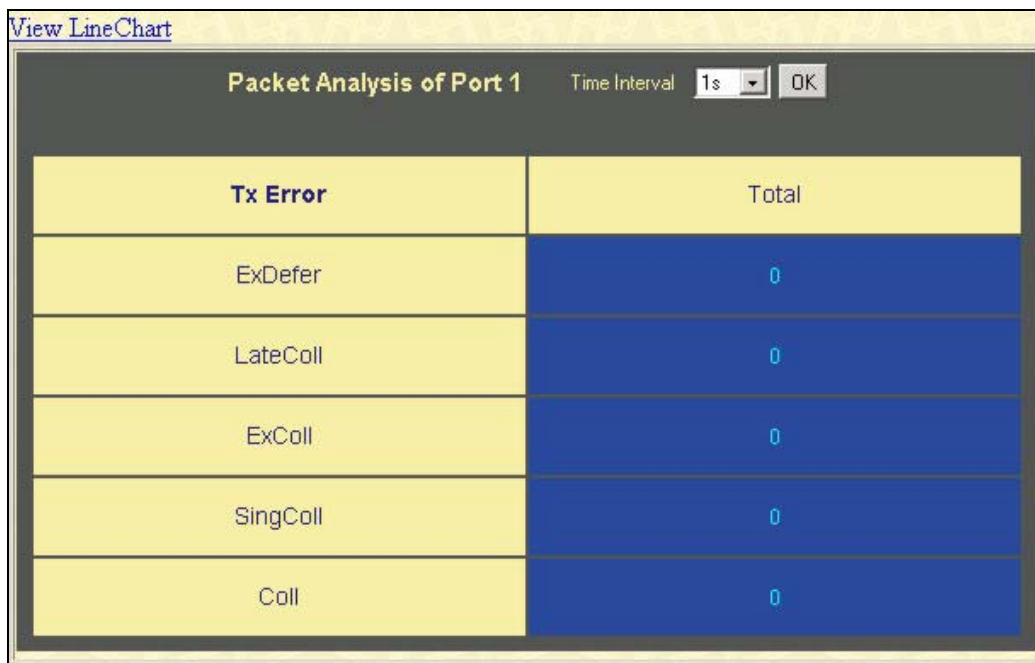 View LineChart
Packet Analysis of Port 1 Time Interval 1s OK
Tx Error Total
ExDefer 0
LateColl 0
ExColl 0
SingColl 0
Coll 0